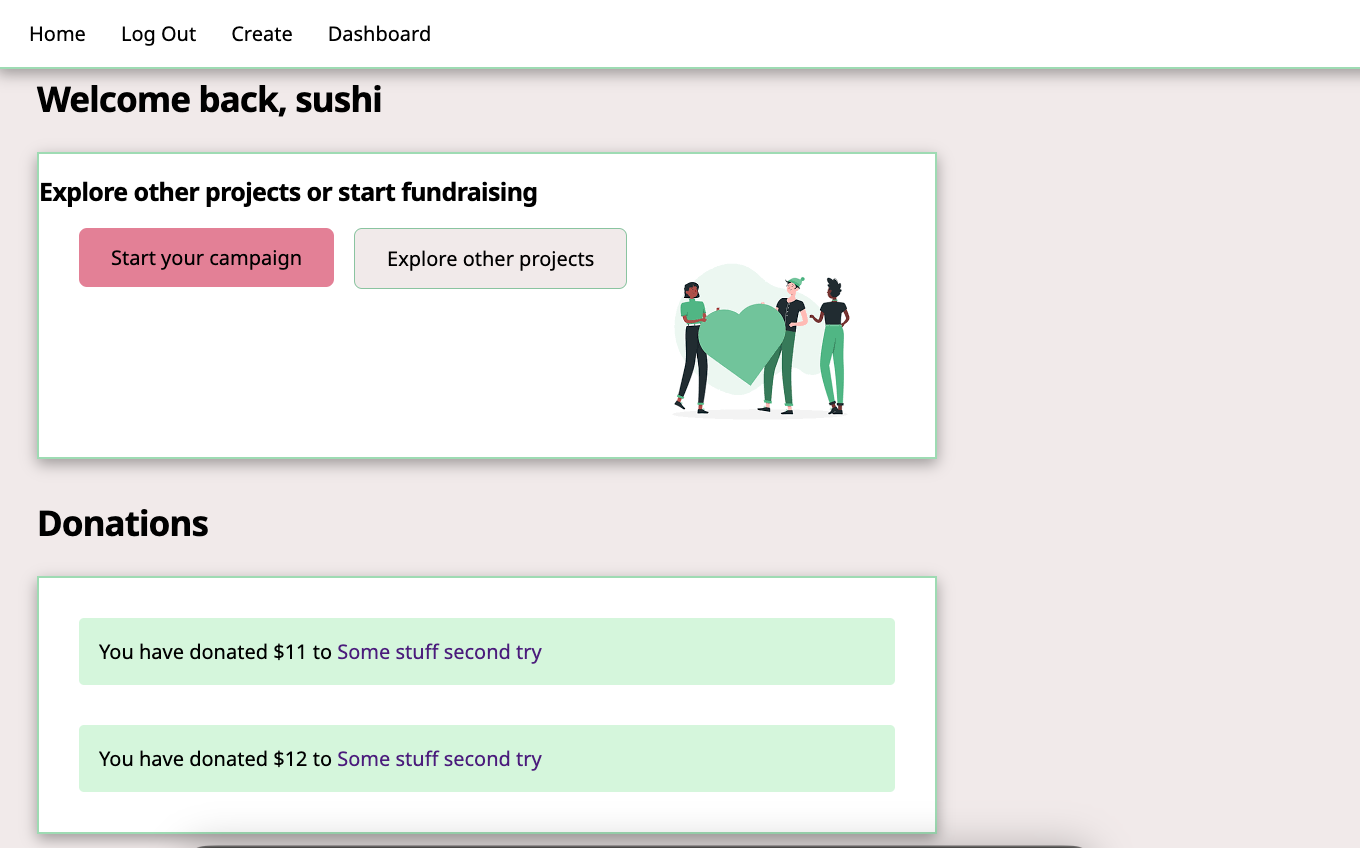 Home Log Out Create Dashboard
Welcome back, sushi
Explore other projects or start fundraising
Start your campaign Explore other projects
Donations
You have donated $11 to Some stuff second try
You have donated $12 to Some stuff second try